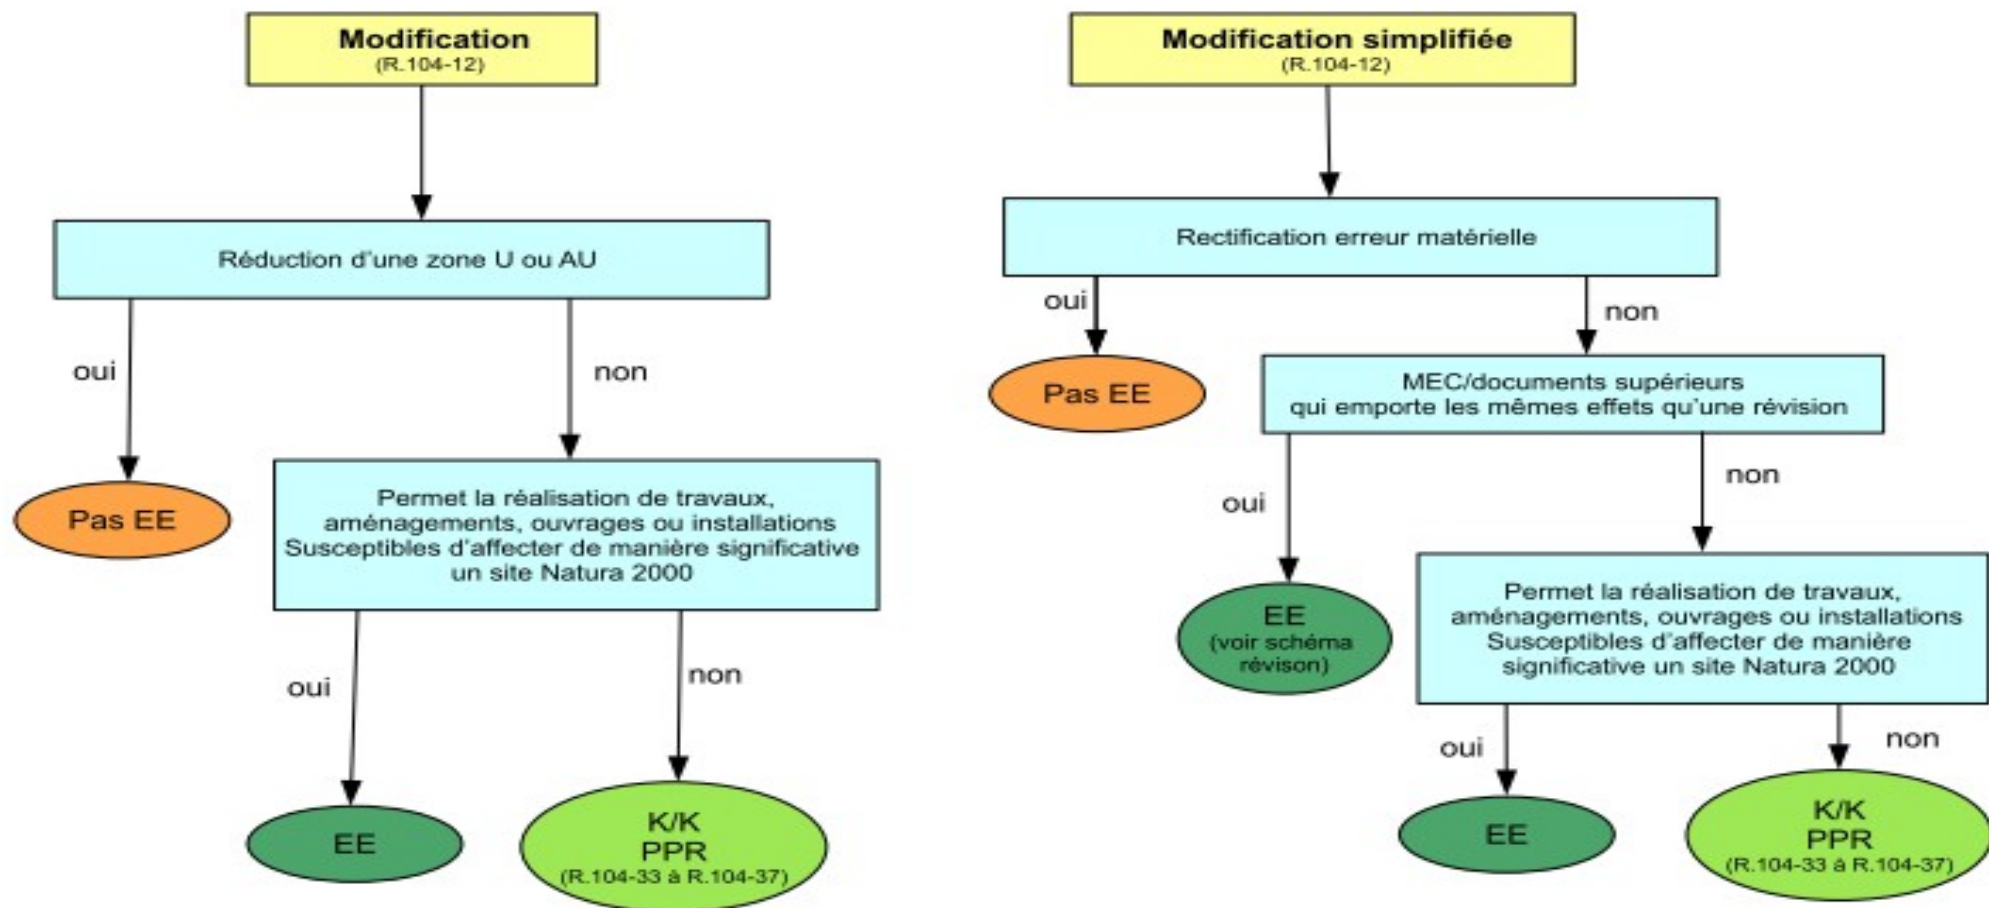 Modification
(R.104-12)
Réduction d'une zone U ou AU
oui
non
Pas EE
Permet la réalisation de travaux,
aménagements, ouvrages ou installations
Susceptibles d'affecter de manière significative
un site Natura 2000
oui
non
EE
K/K
PPR
(R.104-33 à R.104-37)
Modification simplifiée
(R.104-12)
Rectification erreur matérielle
oui
non
Pas EE
MEC/documents supérieurs
qui emporte les mêmes effets qu'une révision
oui
non
EE
(voir schéma
révison)
Permet la réalisation de travaux,
aménagements, ouvrages ou installations
Susceptibles d'affecter de manière
significative un site Natura 2000
oui
non
EE
K/K
PPR
(R.104-33 à R.104-37)